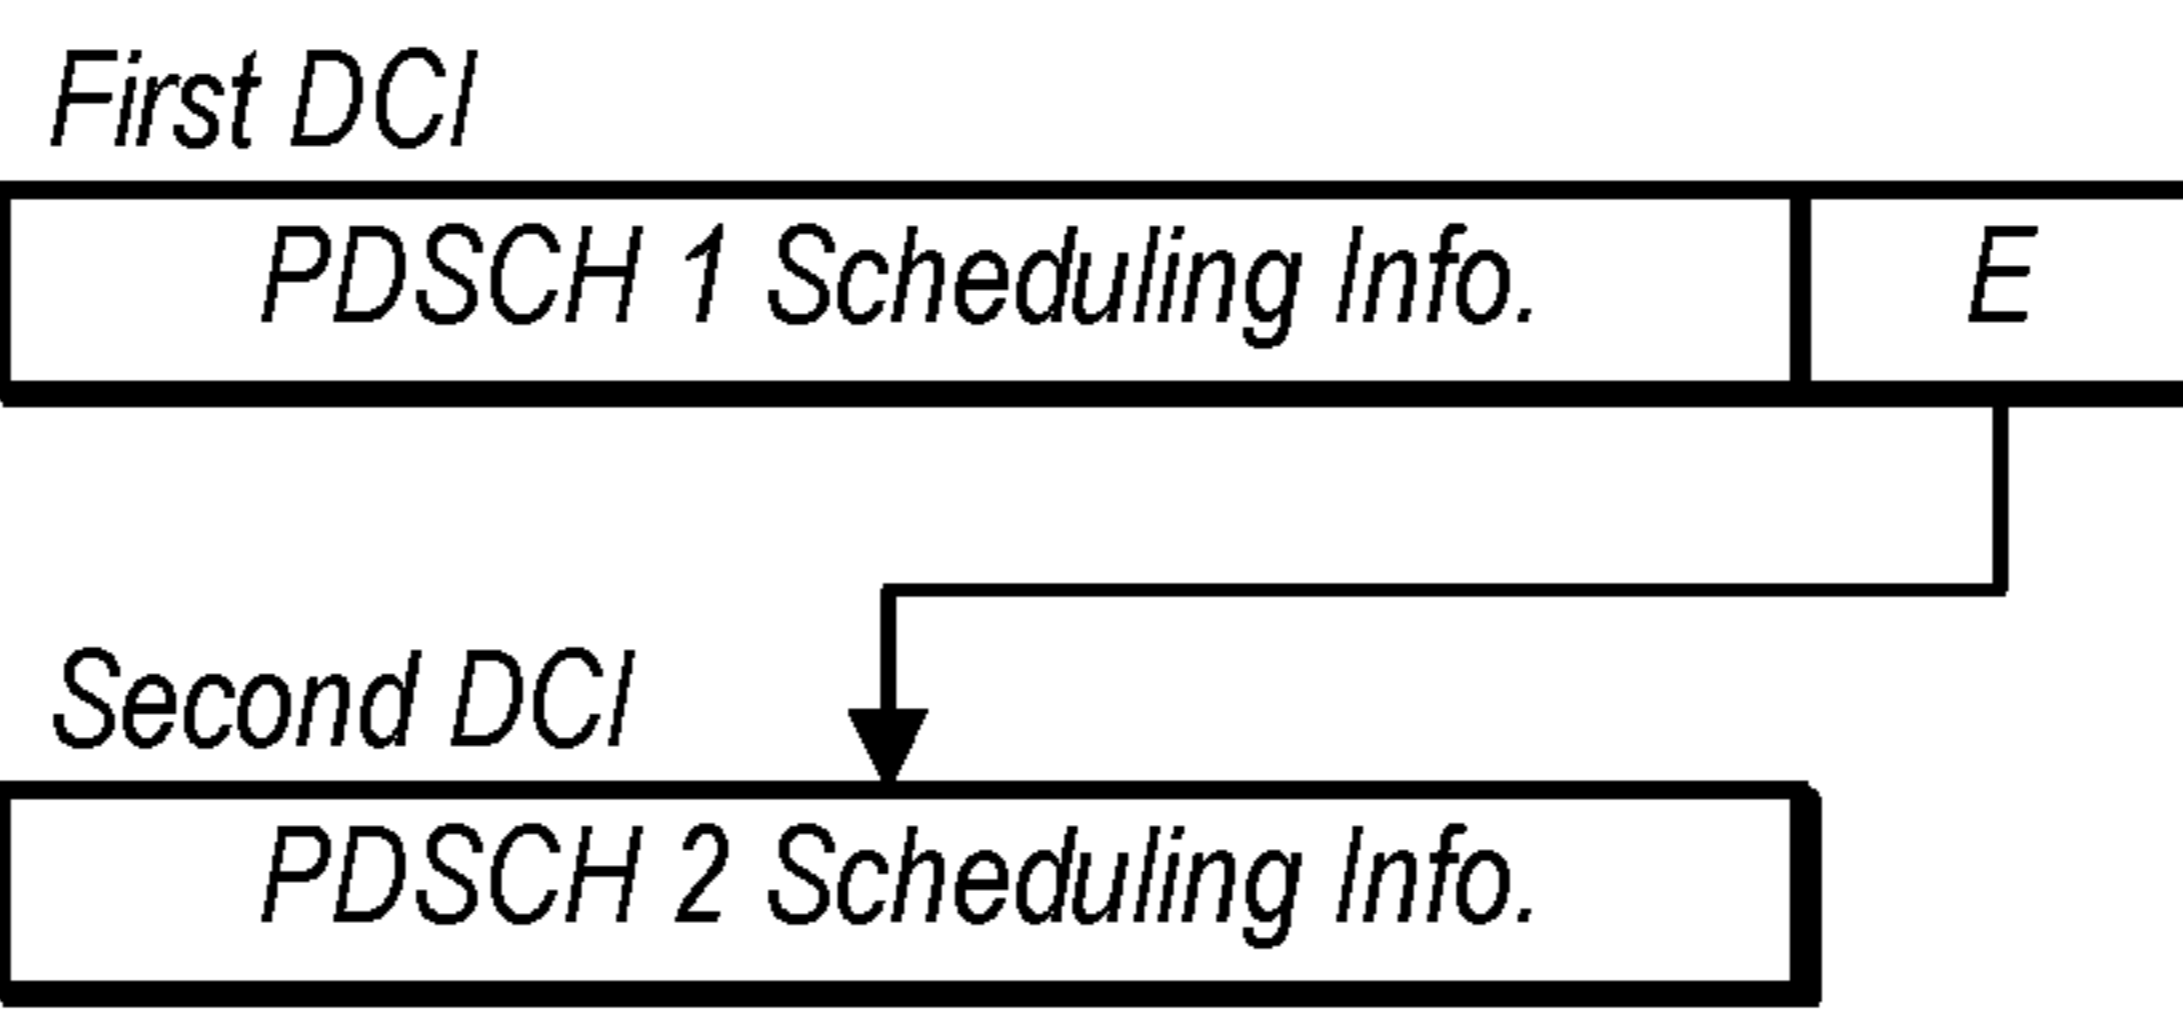 First DCI
PDSCH 1 Scheduling Info. E
Second DCI
PDSCH 2 Scheduling Info.